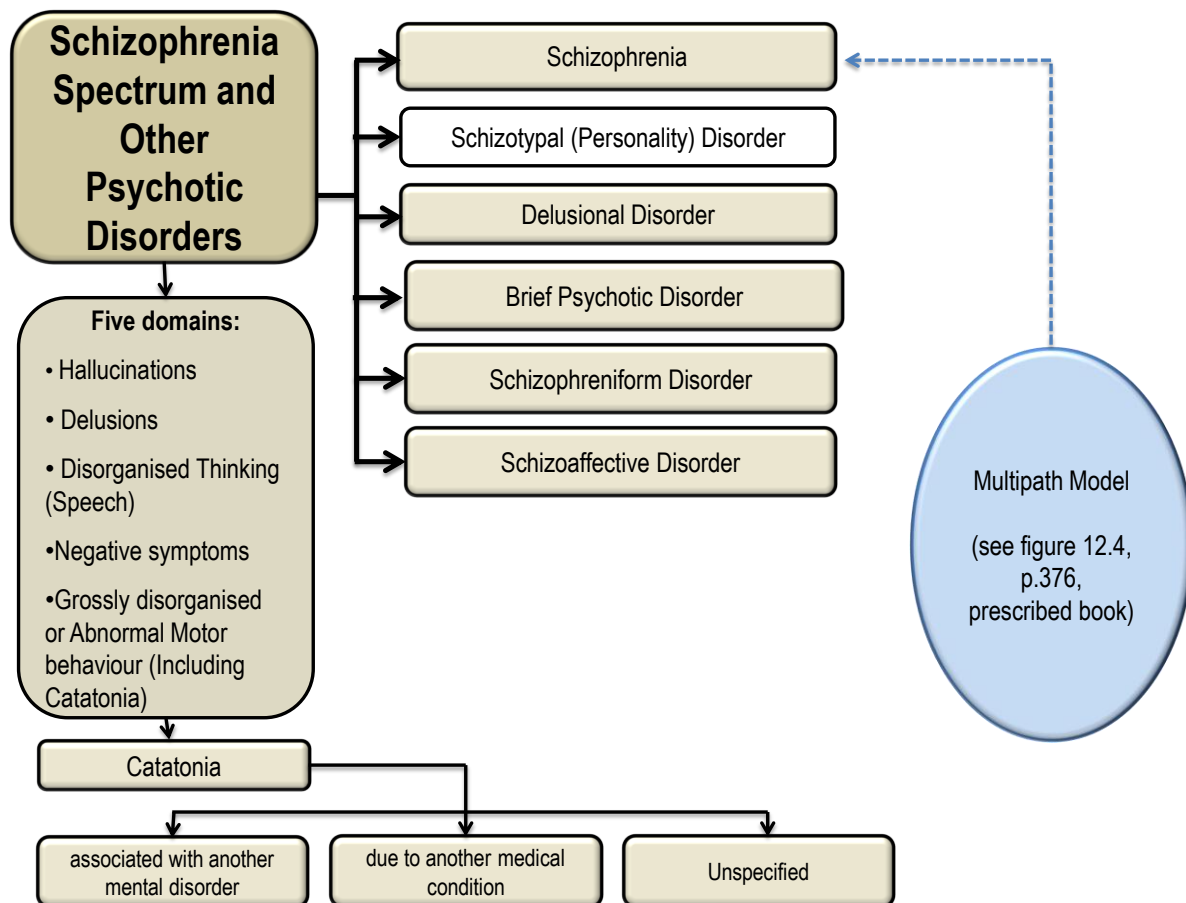 Schizophrenia
Spectrum and
Other
Psychotic
Disorders
Schizophrenia
Schizotypal (Personality) Disorder
Delusional Disorder
Brief Psychotic Disorder
Schizophreniform Disorder
Schizoaffective Disorder
Five domains:
• Hallucinations
• Delusions
• Disorganised Thinking
(Speech)
•Negative symptoms
•Grossly disorganised
or Abnormal Motor
behaviour (Including
Catatonia)
Multipath Model
(see figure 12.4,
p.376,
prescribed book)
Catatonia
associated with another
mental disorder
due to another medical
condition
Unspecified